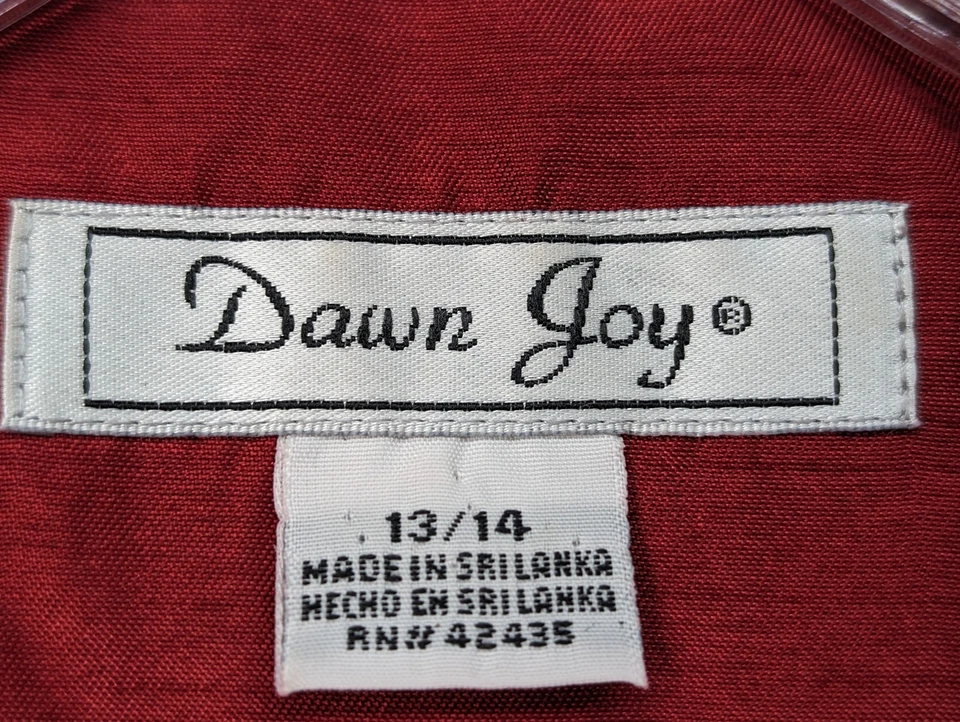 Dawn Joy®
13/14
MADE IN SRI LANKA
HECHO EN SRI LANKA
RN# 42435